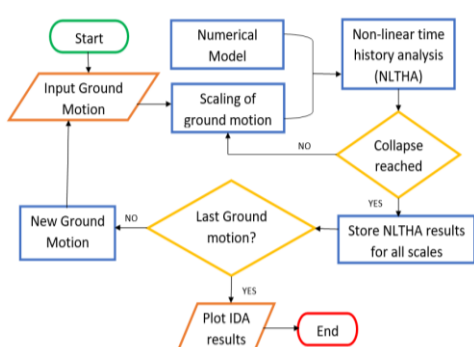 Start
Input Ground
Motion
Numerical
Model
Scaling of
ground motion
Non-linear time
history analysis
(NLTHA)
NO
Collapse
reached
YES
Store NLTHA results
for all scales
Last Ground
motion?
NO
New Ground
Motion
YES
Plot IDA
results
End